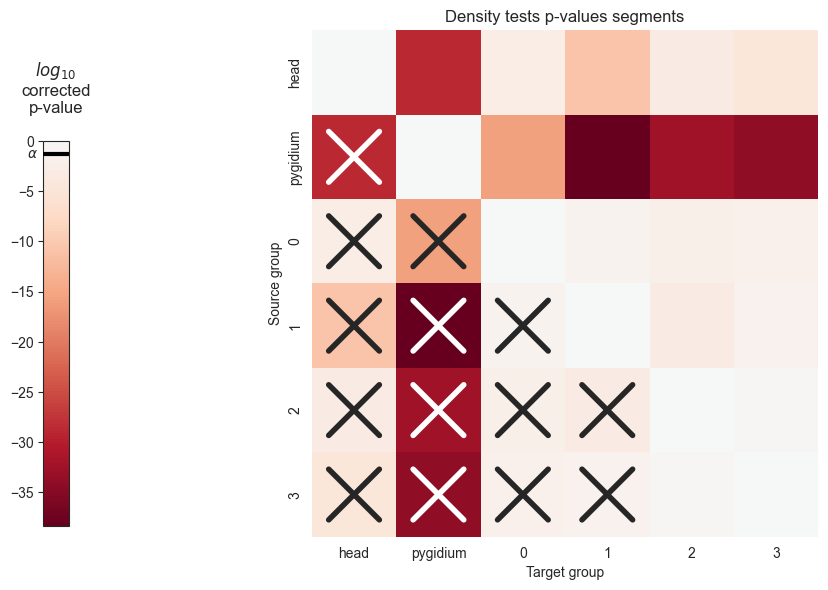 Density tests p-values segments
log10
corrected
p-value
0
α
−5
−10
−15
−20
−25
−30
−35
Source group
head
pygidium
0
1
2
3
head pygidium 0 1 2 3
Target group